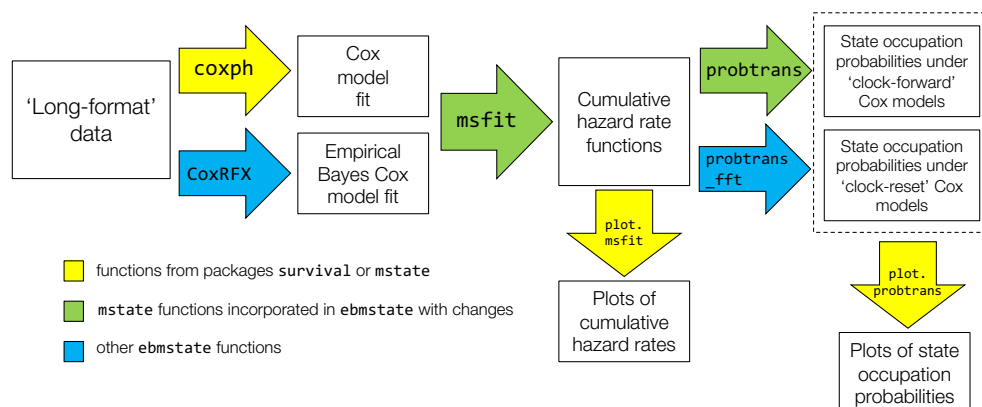 'Long-format'
data
coxph
CoxRFX
Cox
model
fit
Empirical
Bayes Cox
model fit
msfit
Cumulative
hazard rate
functions
probtrans
probtrans
_fft
State occupation
probabilities under
'clock-forward'
Cox models
State occupation
probabilities under
'clock-reset' Cox
models
plot.
msfit
plot.
probtrans
Plots of
cumulative
hazard rates
Plots of state
occupation
probabilities
functions from packages survival or mstate
mstate functions incorporated in ebmstate with changes
other ebmstate functions